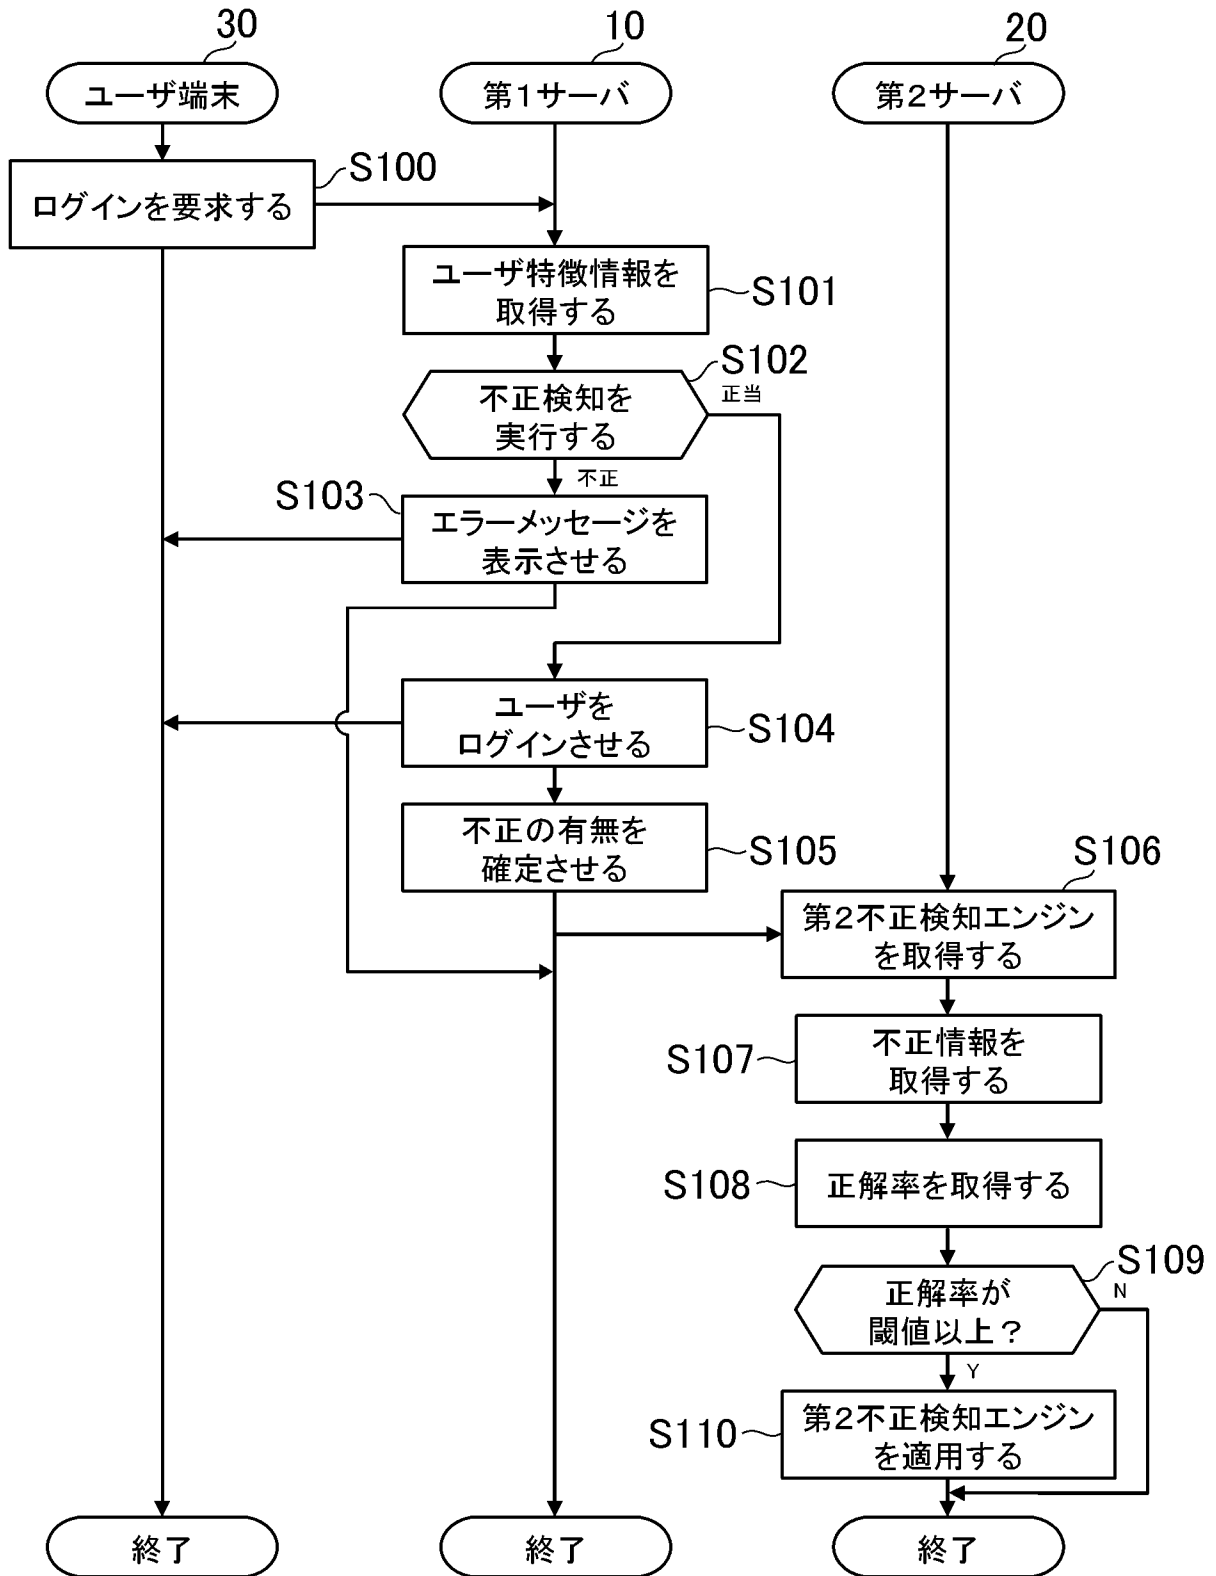 30
10
20
ユーザ端末
第1サーバ
第2サーバ
S100
ログインを要求する
ユーザ特徴情報を
取得する
S101
S102
不正検知を
実行する
正当
不正
S103
エラーメッセージを
表示させる
ユーザを
ログインさせる
S104
不正の有無を
確定させる
S105
S106
第2不正検知エンジン
を取得する
S107
不正情報を
取得する
S108
正解率を取得する
S109
正解率が
閾値以上？
N
Y
S110
第2不正検知エンジン
を適用する
終了
終了
終了